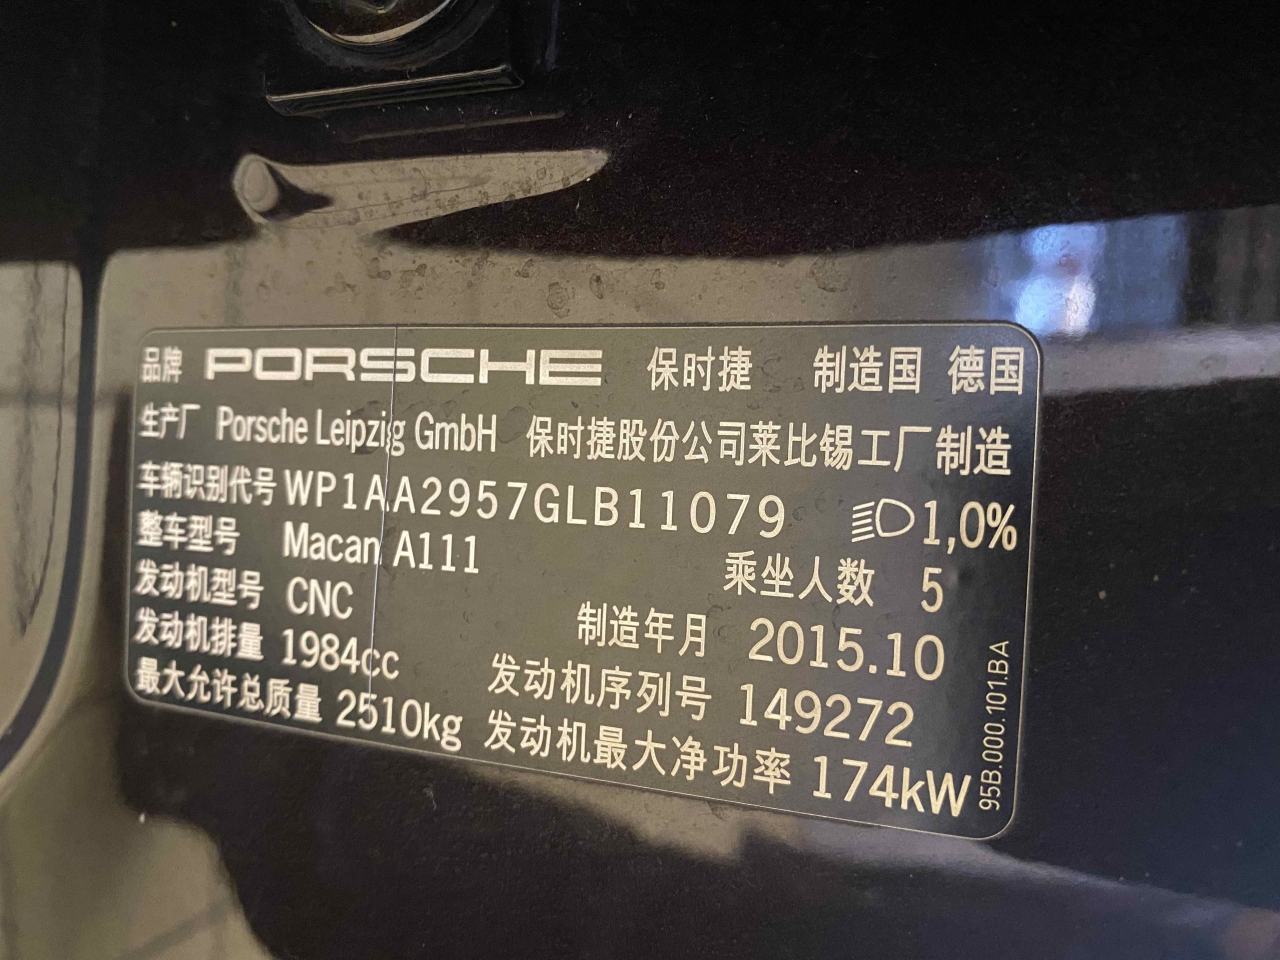 品牌 PORSCHE 保时捷 制造国 德国
生产厂 Porsche Leipzig GmbH 保时捷股份公司莱比锡工厂制造
车辆识别代号 WP1AA2957GLB11079 1,0%
整车型号 Macan A111 乘坐人数 5
发动机型号 CNC 制造年月 2015.10
发动机排量 1984cc 发动机序列号 149272
最大允许总质量 2510kg 发动机最大净功率 174kW
95B.000.101.BA